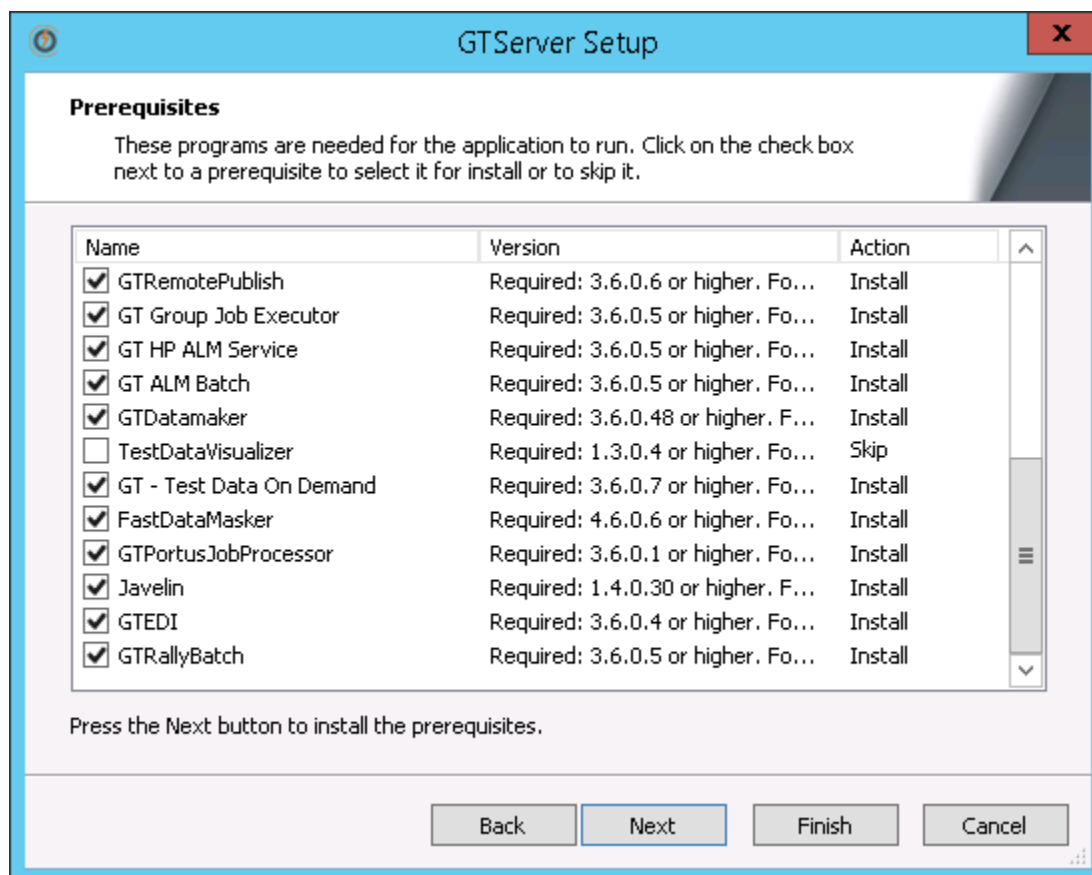 GTServer Setup
x
Prerequisites
These programs are needed for the application to run. Click on the check box
next to a prerequisite to select it for install or to skip it.
Name Version Action
GTRemotePublish Required: 3.6.0.6 or higher. Fo... Install
GT Group Job Executor Required: 3.6.0.5 or higher. Fo... Install
GT HP ALM Service Required: 3.6.0.5 or higher. Fo... Install
GT ALM Batch Required: 3.6.0.5 or higher. Fo... Install
GTDatamaker Required: 3.6.0.48 or higher. F... Install
TestDataVisualizer Required: 1.3.0.4 or higher. Fo... Skip
GT - Test Data On Demand Required: 3.6.0.7 or higher. Fo... Install
FastDataMasker Required: 4.6.0.6 or higher. Fo... Install
GTPortusJobProcessor Required: 3.6.0.1 or higher. Fo... Install
Javelin Required: 1.4.0.30 or higher. F... Install
GTEDI Required: 3.6.0.4 or higher. Fo... Install
GTRallyBatch Required: 3.6.0.5 or higher. Fo... Install
Press the Next button to install the prerequisites.
Back Next Finish Cancel